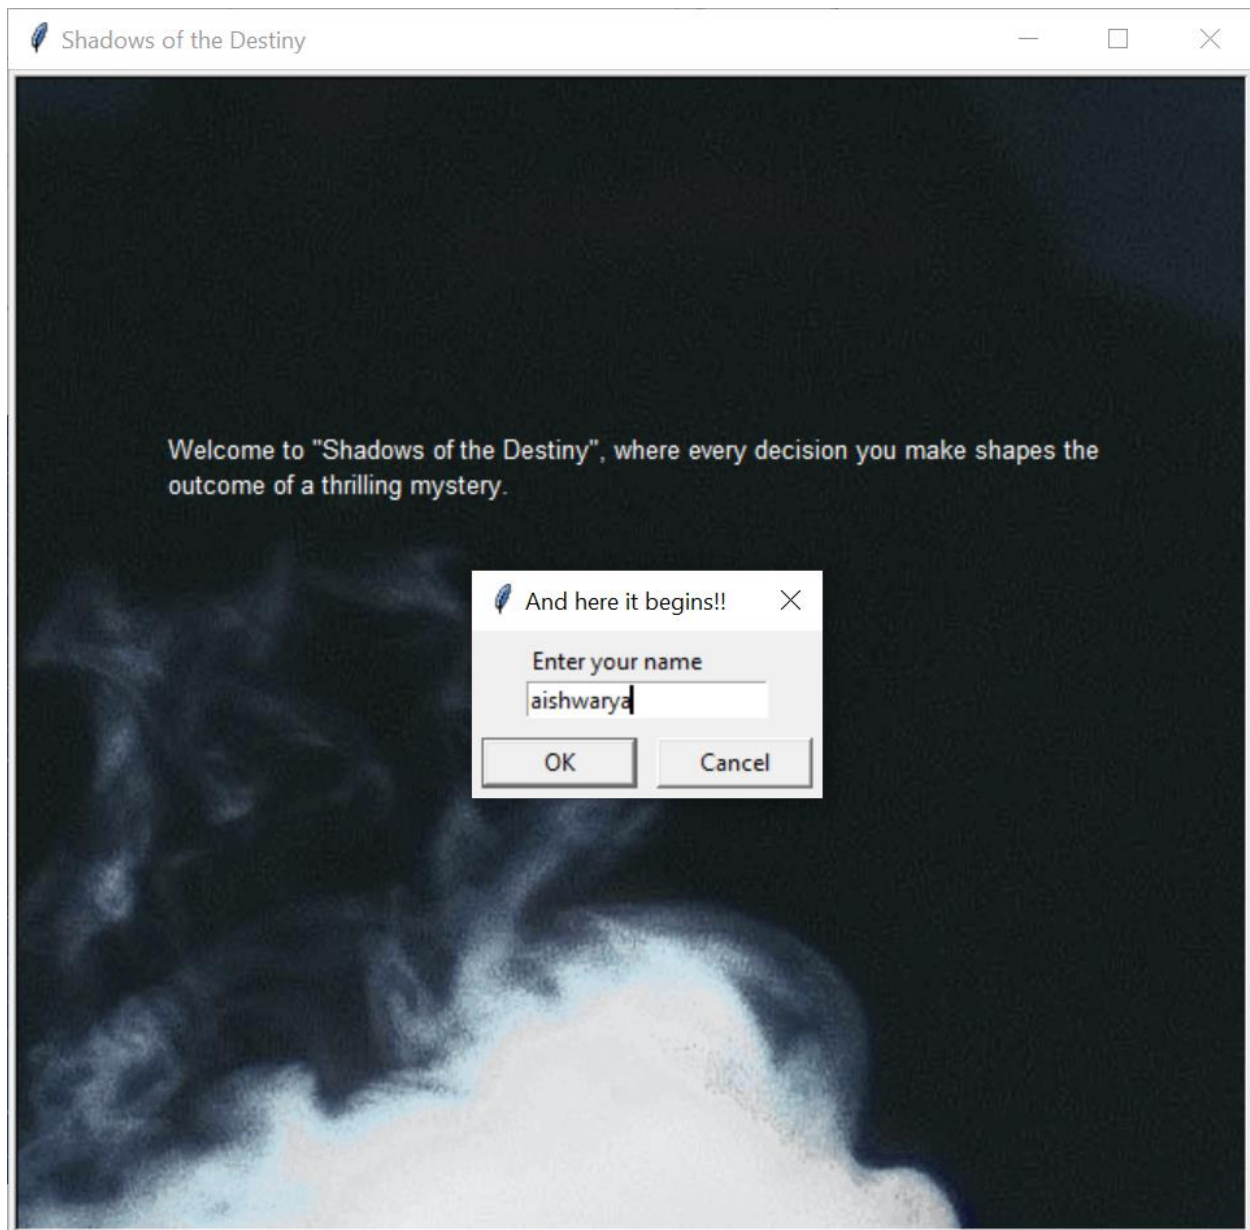 Shadows of the Destiny
Welcome to "Shadows of the Destiny", where every decision you make shapes the
outcome of a thrilling mystery.
And here it begins!!
Enter your name
aishwarya
OK Cancel